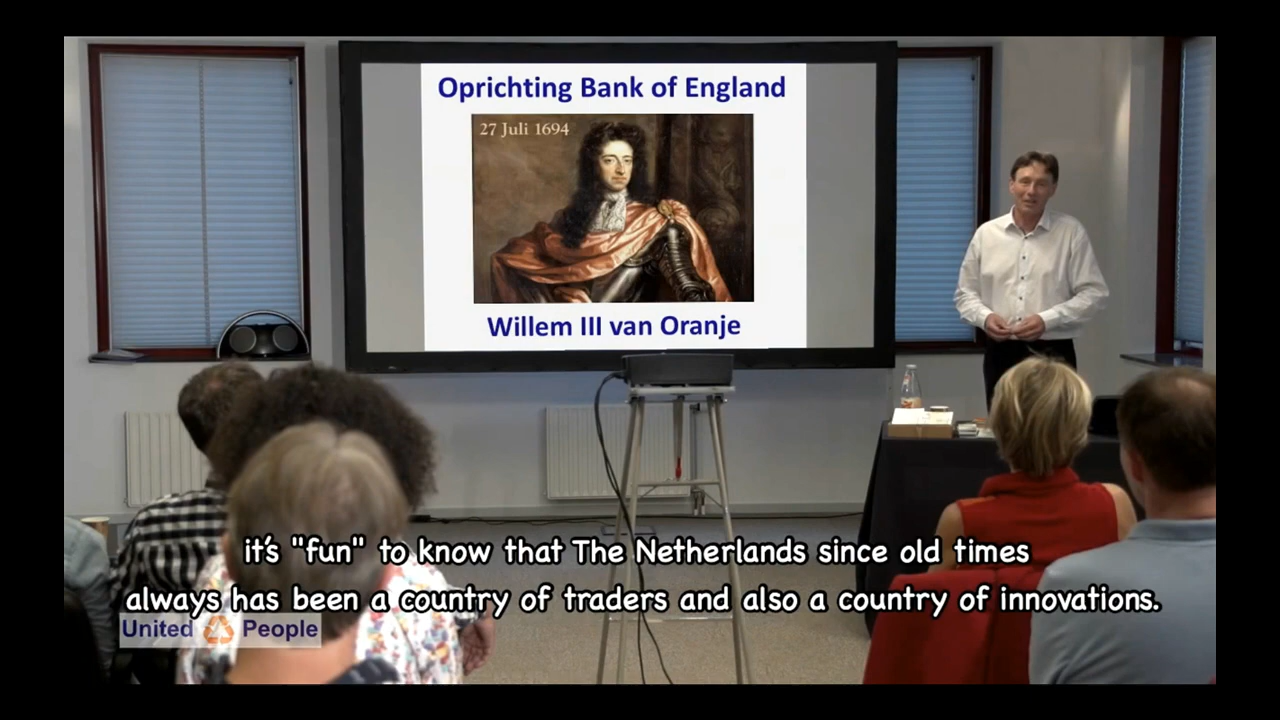 Oprichting Bank of England
27 Juli 1694
Willem III van Oranje
it's "fun" to know that The Netherlands since old times
always has been a country of traders and also a country of innovations.
United People